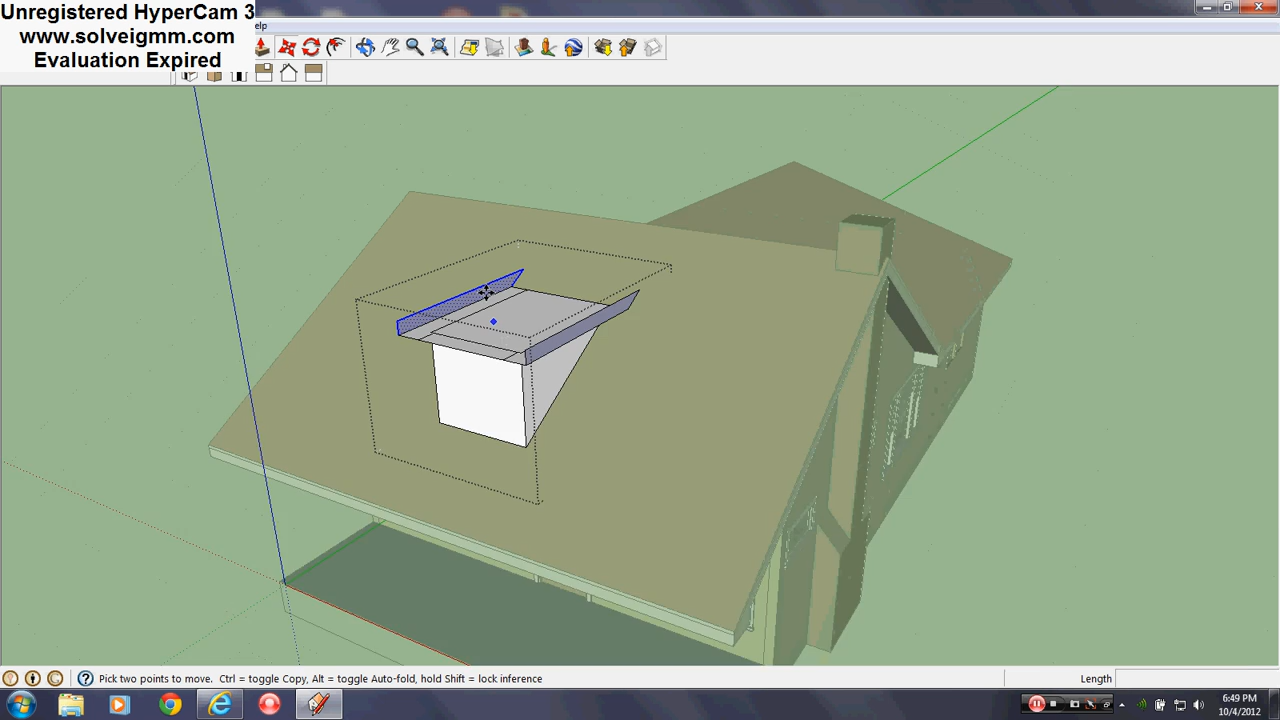 Unregistered HyperCam 3
www.solveigmm.com
Evaluation Expired
elp
Pick two points to move. Ctrl = toggle Copy, Alt = toggle Auto-fold, hold Shift = lock inference
Length
6:49 PM
10/4/2012